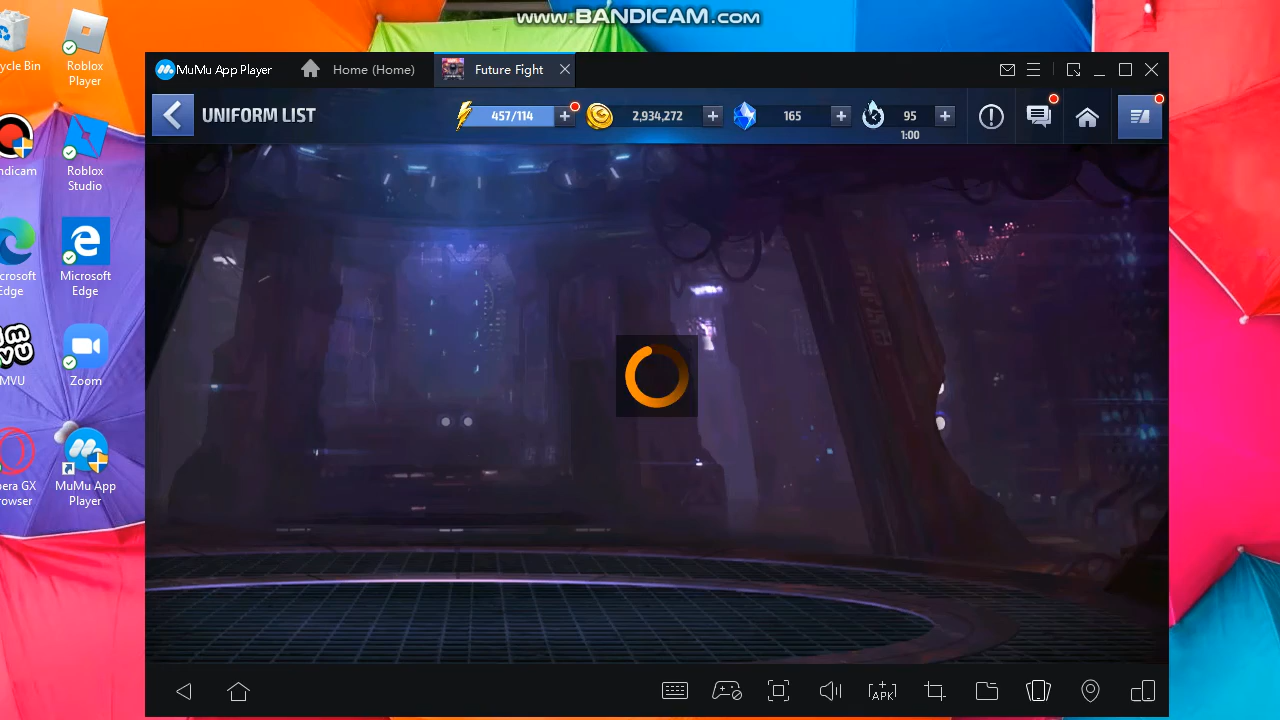 www.BANDICAM.com
ycle Bin
Roblox
Player
MuMu App Player
Home (Home)
Future Fight
UNIFORM LIST
457/114
2,934,272
165
95
1:00
ndicam
Roblox
Studio
crosoft
Edge
Microsoft
Edge
MVU
Zoom
era GX
rowser
MuMu App
Player
APK